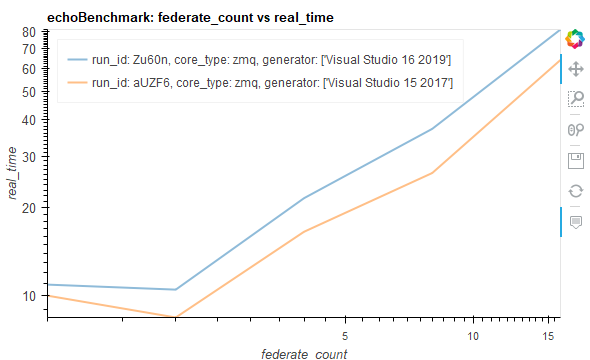 echoBenchmark: federate_count vs real_time
run_id: Zu60n, core_type: zmq, generator: ['Visual Studio 16 2019']
run_id: aUZF6, core_type: zmq, generator: ['Visual Studio 15 2017']
80
70
60
50
40
30
20
10
real_time
5
10
15
federate_count